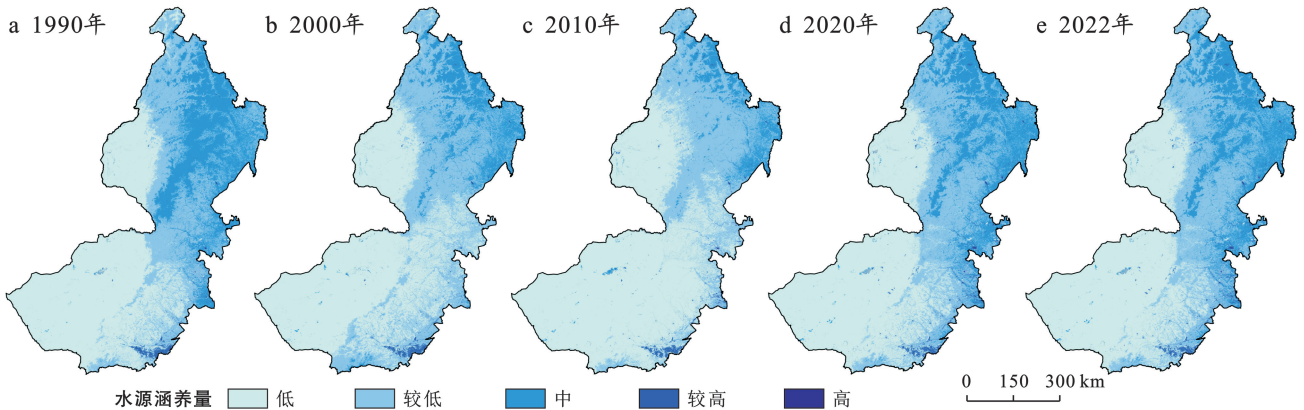 a 1990年
b 2000年
c 2010年
d 2020年
e 2022年
水源涵养量 低 较低 中 较高 高
0 150 300 km